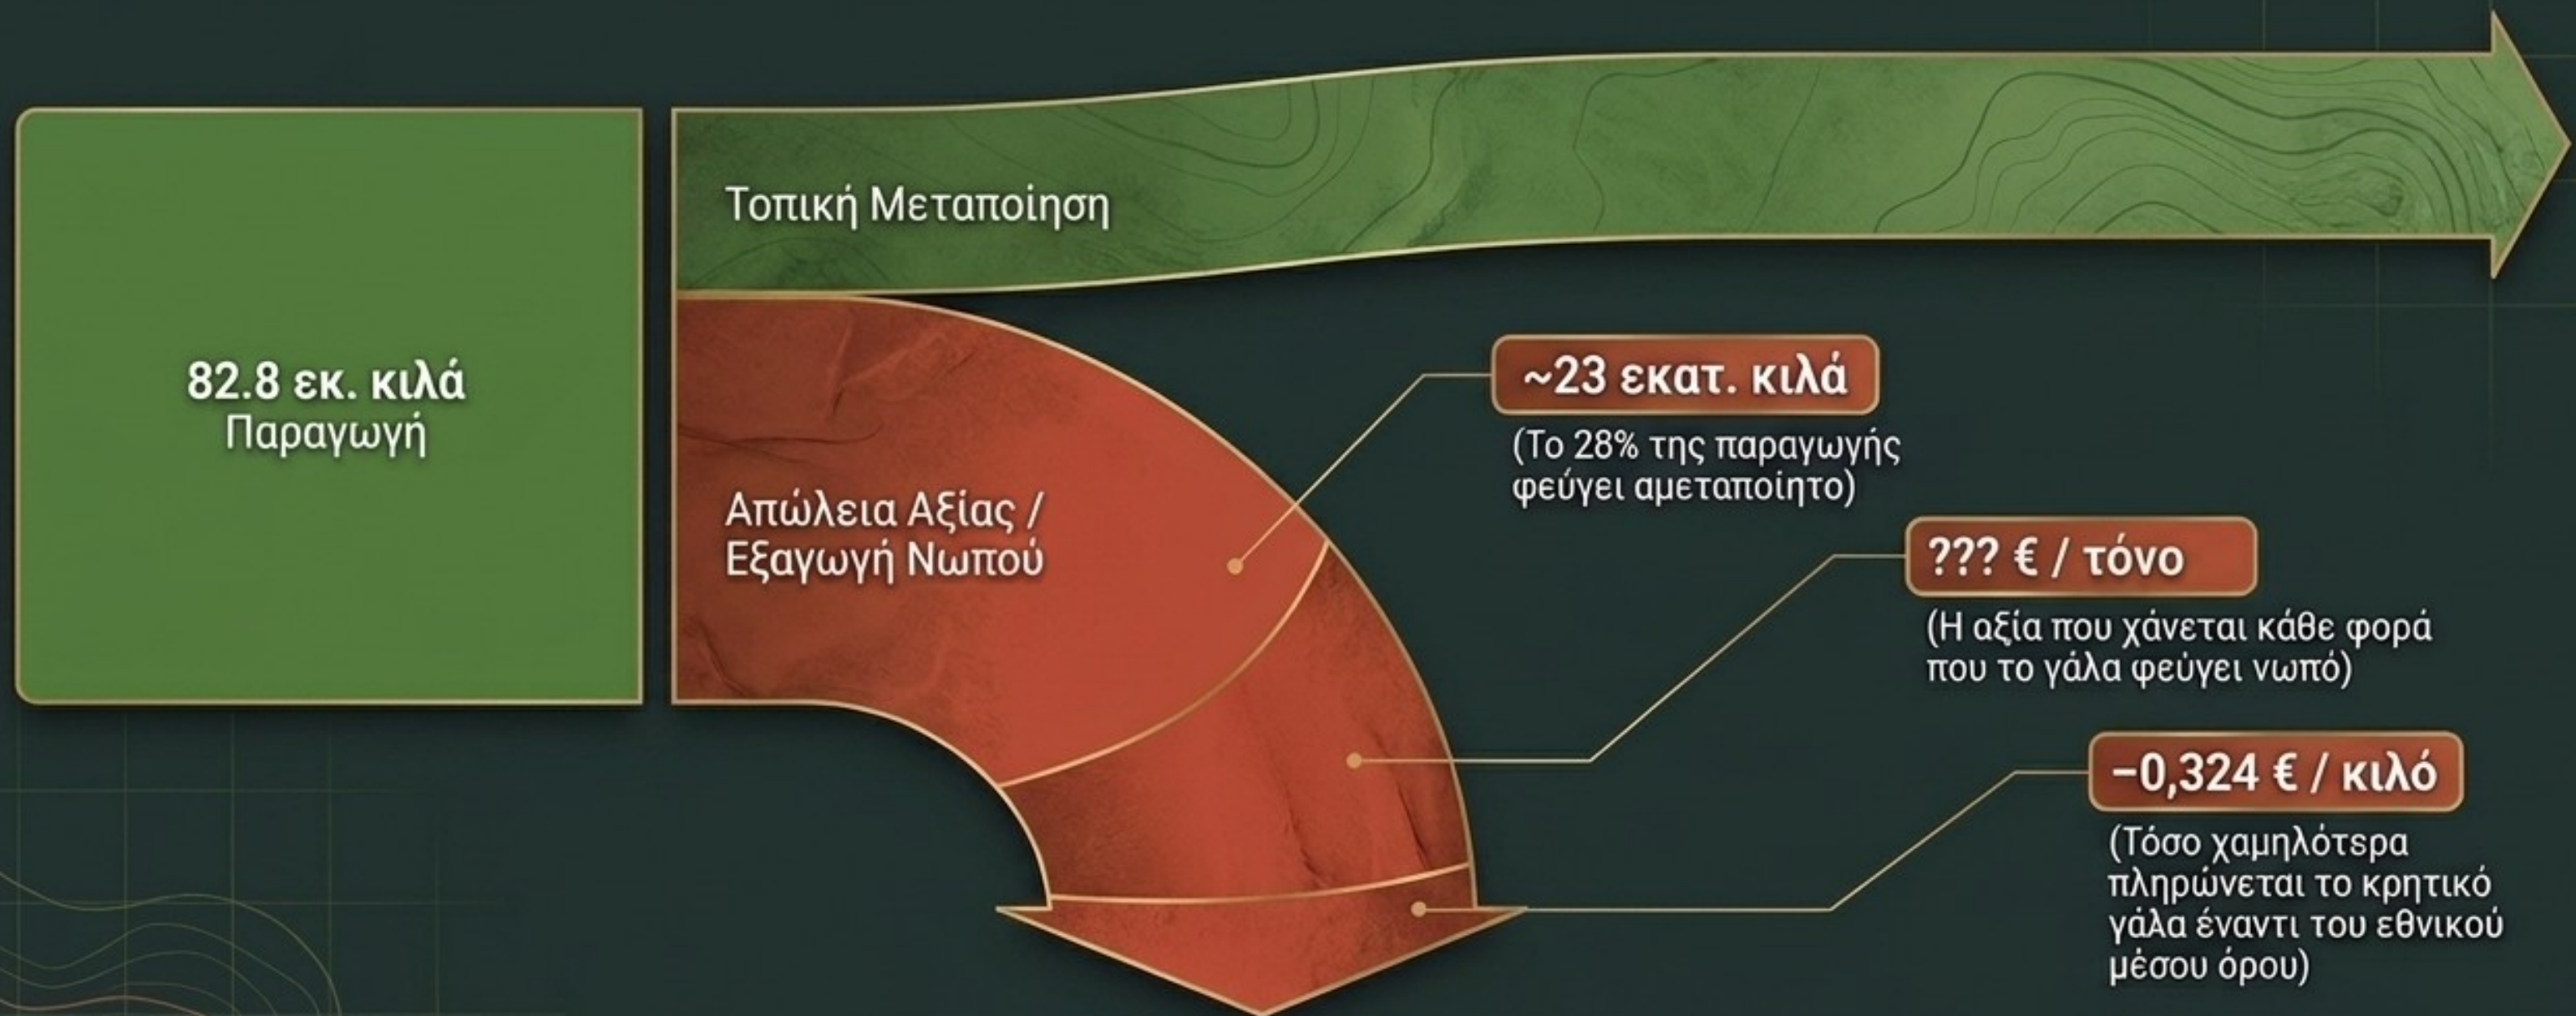 82.8 εκ. κιλά
Παραγωγή
Τοπική Μεταποίηση
Απώλεια Αξίας /
Εξαγωγή Νωπού
~23 εκατ. κιλά
(Το 28% της παραγωγής
φεύγει αμεταποίητο)
??? € / τόνο
(Η αξία που χάνεται κάθε φορά
που το γάλα φεύγει νωπό)
−0,324 € / κιλό
(Τόσο χαμηλότsρα
πληρώνεται το κρητικό
γάλα έναντι του εθνικού
μέσου όρου)